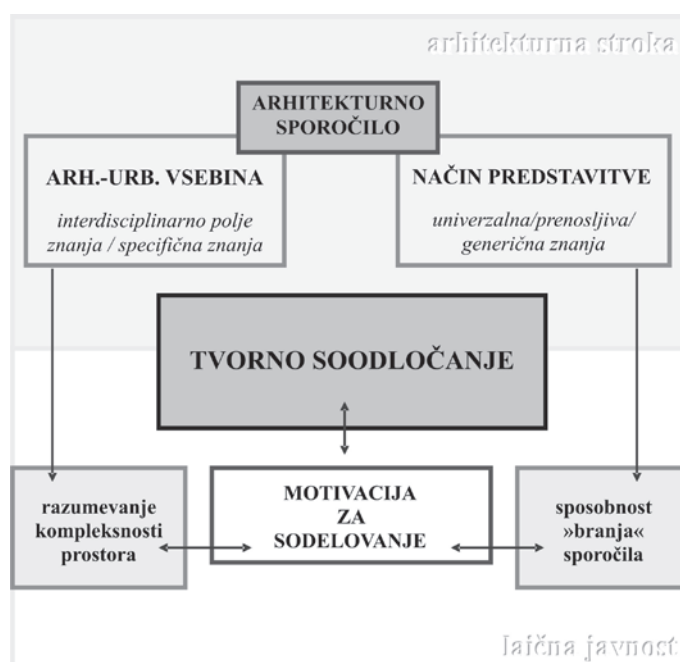 arhitekturna stroka
ARHITEKTURNO
SPOROČILO
ARH.-URB. VSEBINA
interdisciplinarno polje
znanja / specifična znanja
NAČIN PREDSTAVITVE
univerzalna/prenosljiva/
generična znanja
TVORNO SOODLOČANJE
razumevanje
kompleksnosti
prostora
MOTIVACIJA
ZA
SODELOVANJE
sposobnost
»branja«
sporočila
laična javnost